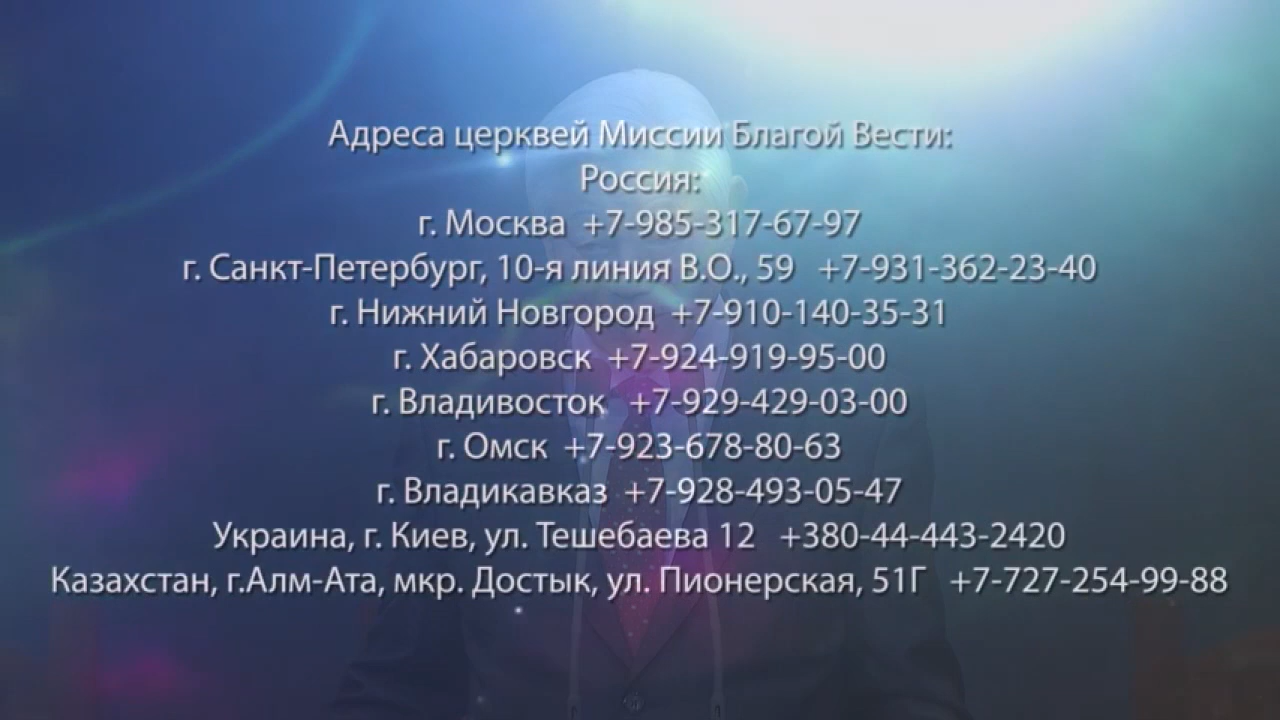 Адреса церквей Миссии Благой Вести:
Россия:
г. Москва +7-985-317-67-97
г. Санкт-Петербург, 10-я линия В.О., 59 +7-931-362-23-40
г. Нижний Новгород +7-910-140-35-31
г. Хабаровск +7-924-919-95-00
г. Владивосток +7-929-429-03-00
г. Омск +7-923-678-80-63
г. Владикавказ +7-928-493-05-47
Украина, г. Киев, ул. Тешебаева 12 +380-44-443-2420
Казахстан, г.Алм-Ата, мкр. Достык, ул. Пионерская, 51Г +7-727-254-99-88